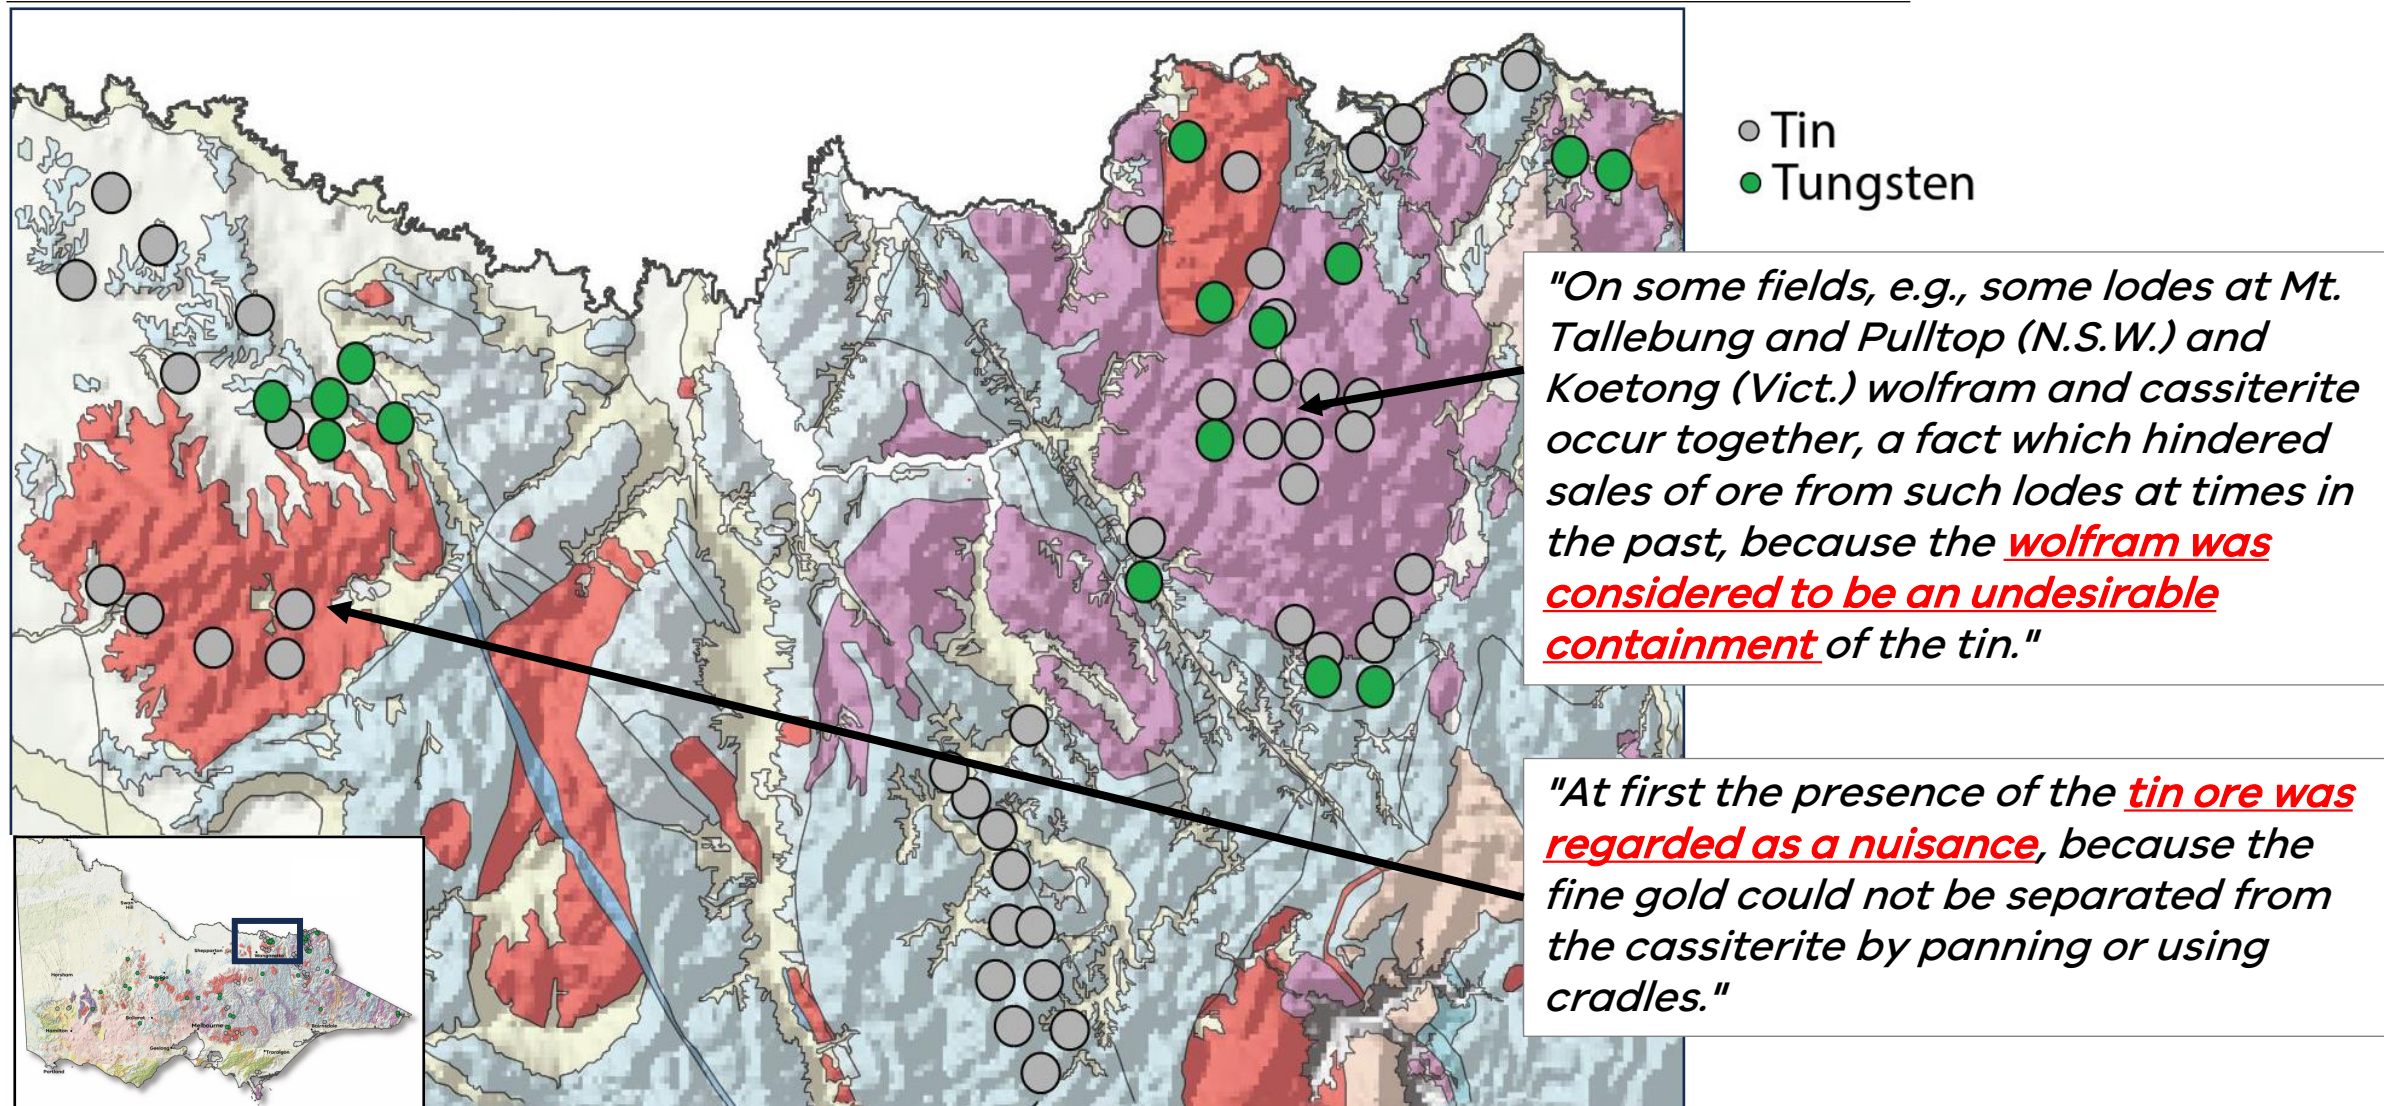 Tin
Tungsten
"On some fields, e.g., some lodes at Mt.
Tallebung and Pulltop (N.S.W.) and
Koetong (Vict.) wolfram and cassiterite
occur together, a fact which hindered
sales of ore from such lodes at times in
the past, because the wolfram was
considered to be an undesirable
containment of the tin."
"At first the presence of the tin ore was
regarded as a nuisance, because the
fine gold could not be separated from
the cassiterite by panning or using
cradles."
Swan
Hill
Shepparton
Wangaratta
Horsham
Bendigo
Ballarat
Hamilton
Melbourne
Bairnsdale
Geelong
Traralgon
Portland